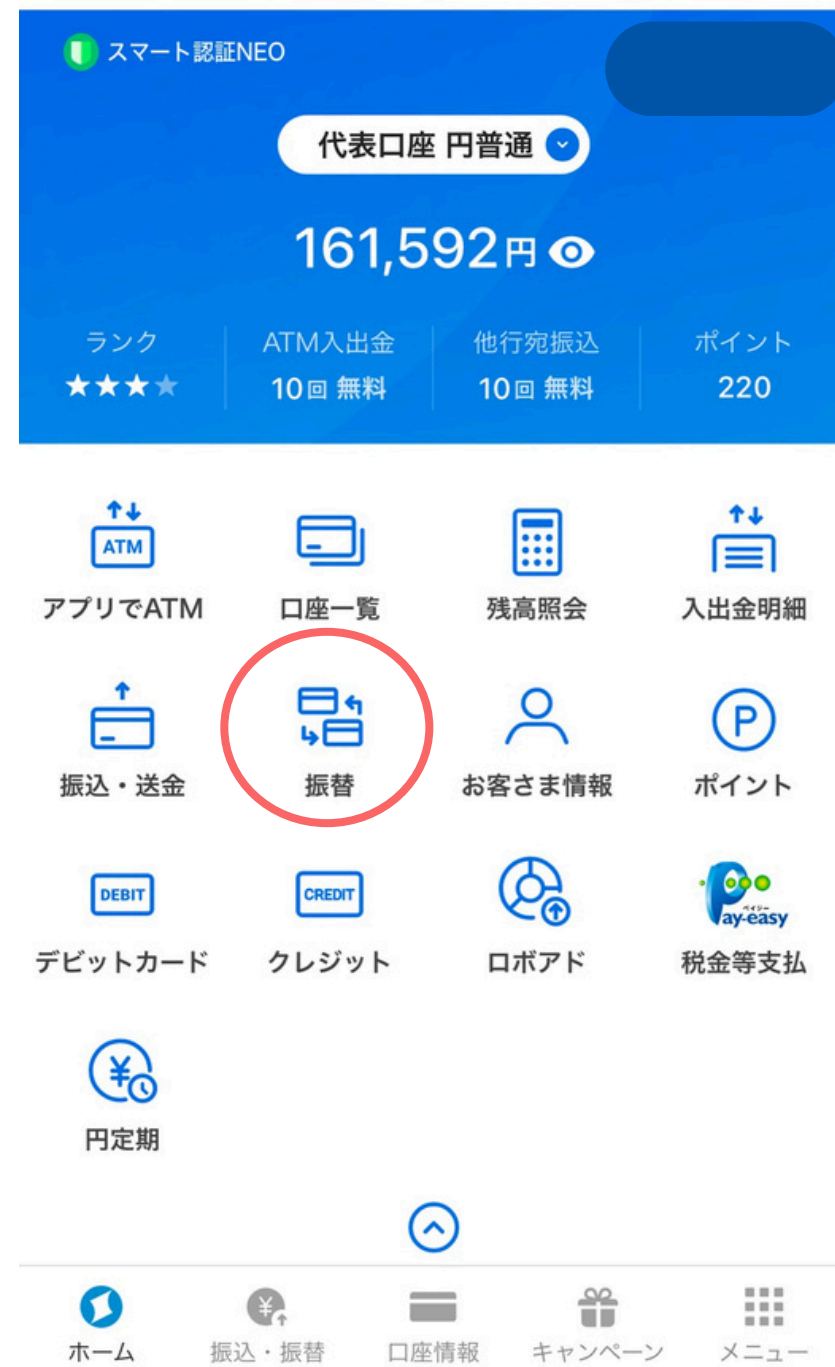 スマート認証NEO
代表口座 円普通
161,592円
ランク ATM入出金 他行宛振込 ポイント
★★★★ 10回 無料 10回 無料 220
ATM
アプリでATM 口座一覧 残高照会 入出金明細
P
振込・送金 振替 お客さま情報 ポイント
DEBIT CREDIT ペイジー
Pay-easy
デビットカード クレジット ロボアド 税金等支払
¥
円定期
¥
ホーム 振込・振替 口座情報 キャンペーン メニュー